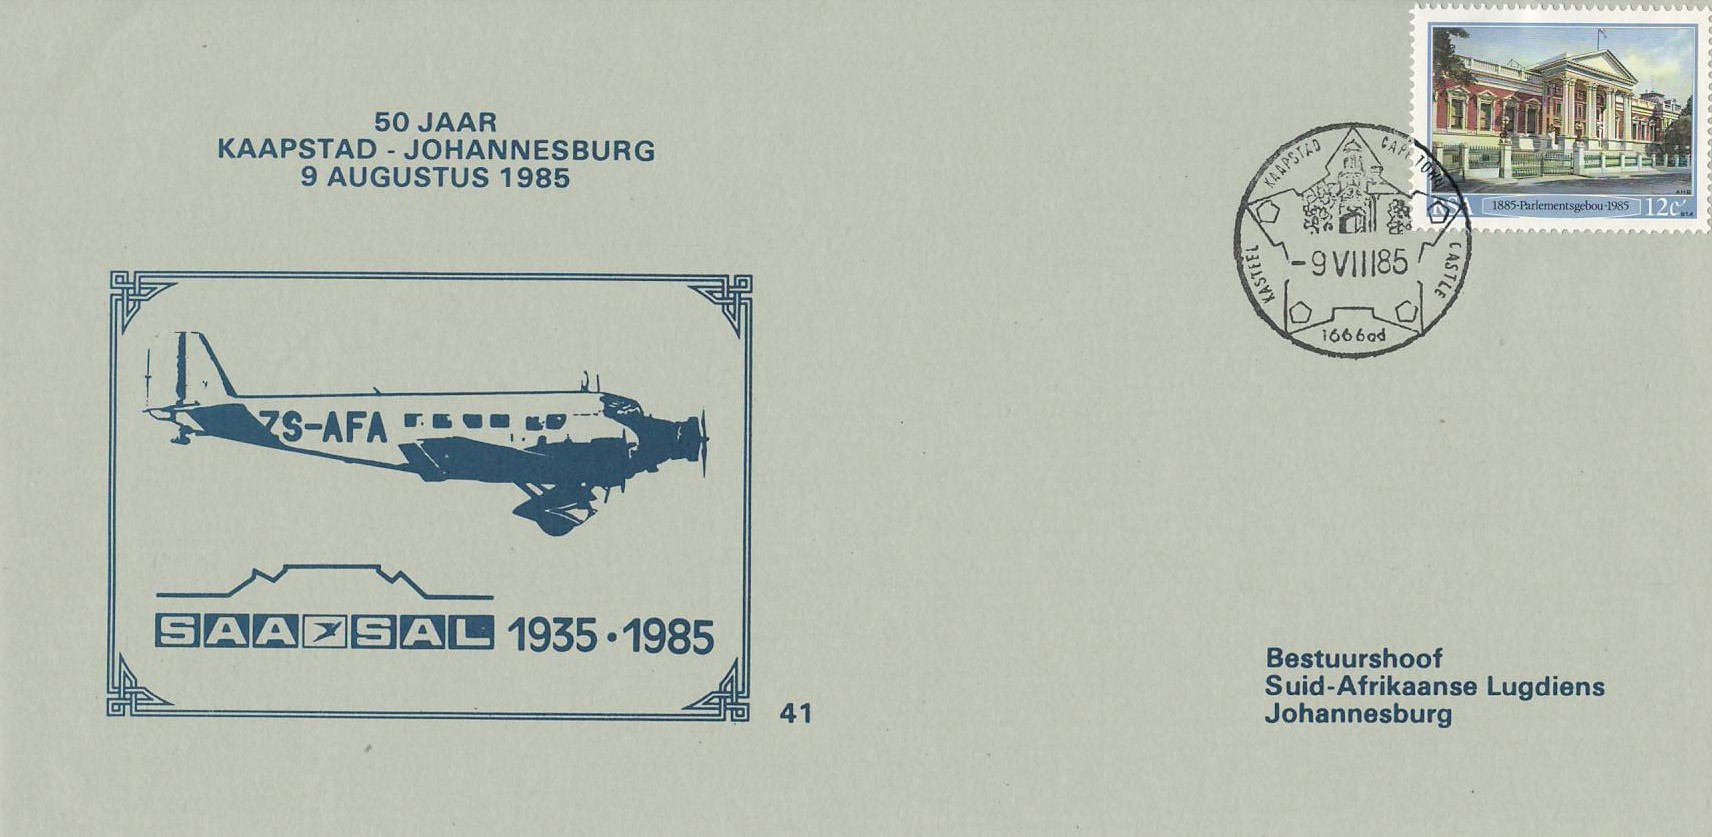 50 JAAR
KAAPSTAD - JOHANNESBURG
9 AUGUSTUS 1985
ZS-AFA
SAA SAL 1935 · 1985
41
KAAPSTAD CAPE TOWN
KASTEEL CASTLE
-9 VIII 85
1666ad
RSA 1885·Parlementsgebou·1985 12c
Bestuurshoof
Suid-Afrikaanse Lugdiens
Johannesburg